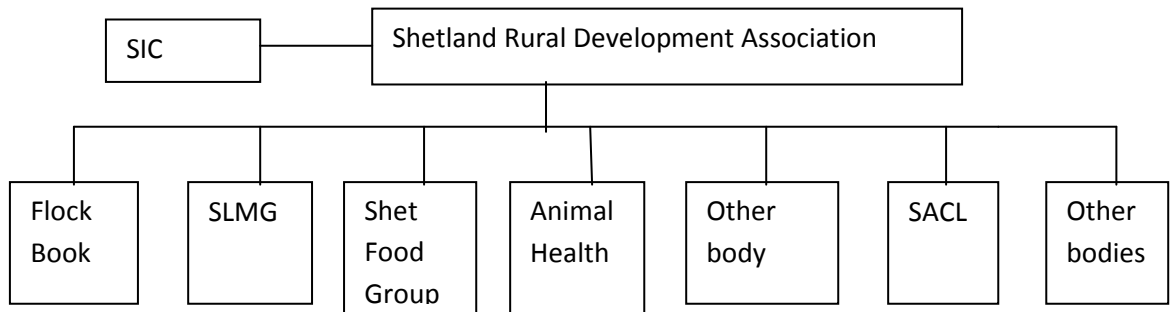 SIC
Shetland Rural Development Association
Flock
Book
SLMG
Shet
Food
Group
Animal
Health
Other
body
SACL
Other
bodies